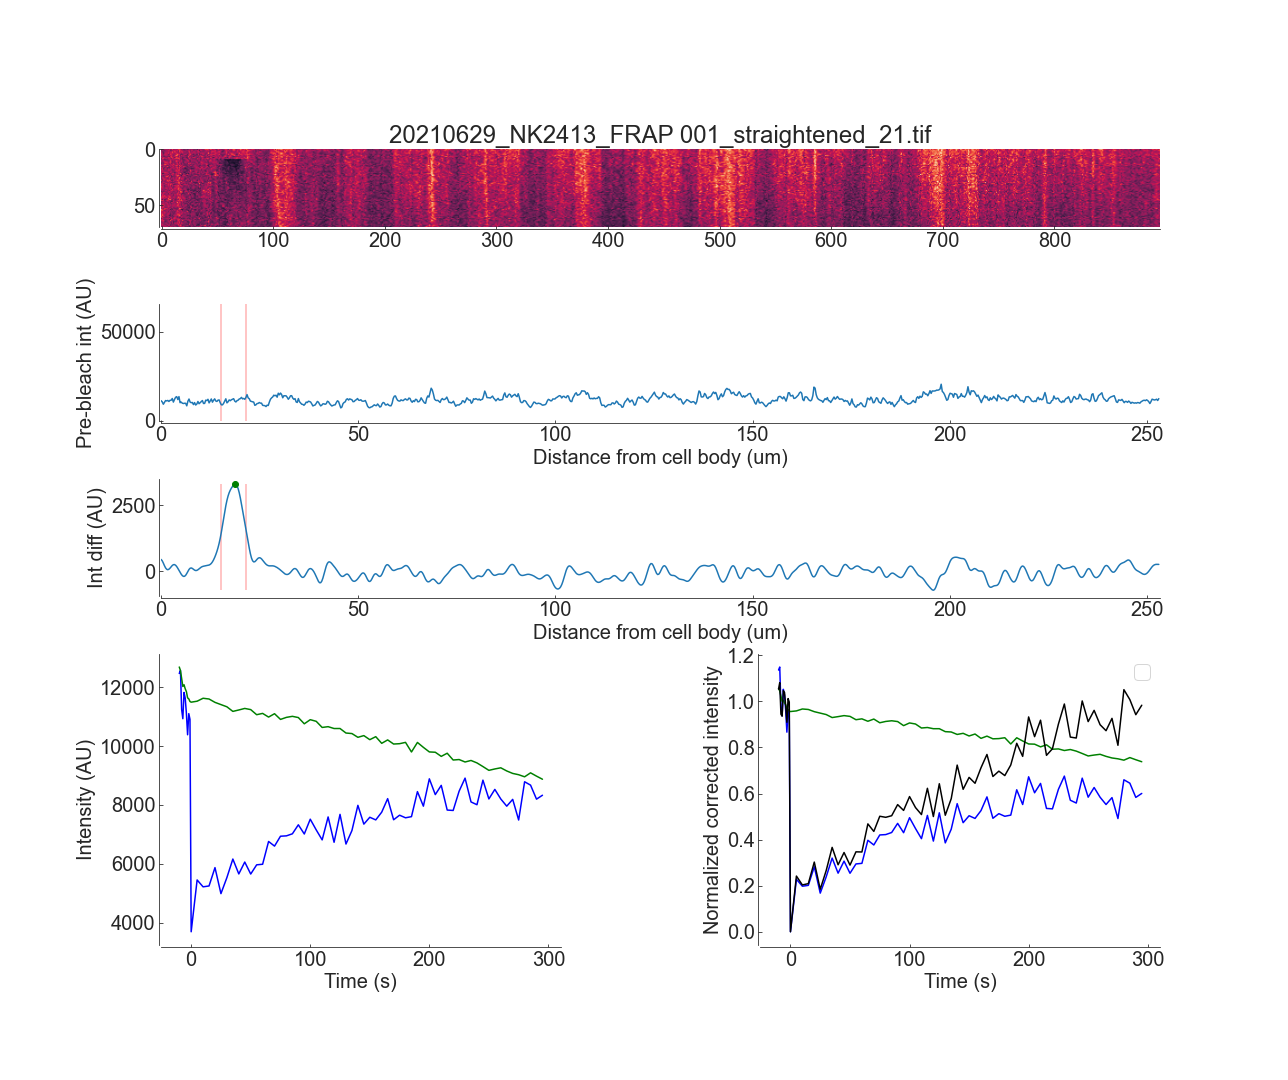 20210629_NK2413_FRAP 001_straightened_21.tif
0
50
0 100 200 300 400 500 600 700 800
Pre-bleach int (AU)
50000
0
0 50 100 150 200 250
Distance from cell body (um)
Int diff (AU)
2500
0
0 50 100 150 200 250
Distance from cell body (um)
Intensity (AU)
12000
10000
8000
6000
4000
0 100 200 300
Time (s)
Normalized corrected intensity
1.2
1.0
0.8
0.6
0.4
0.2
0.0
0 100 200 300
Time (s)